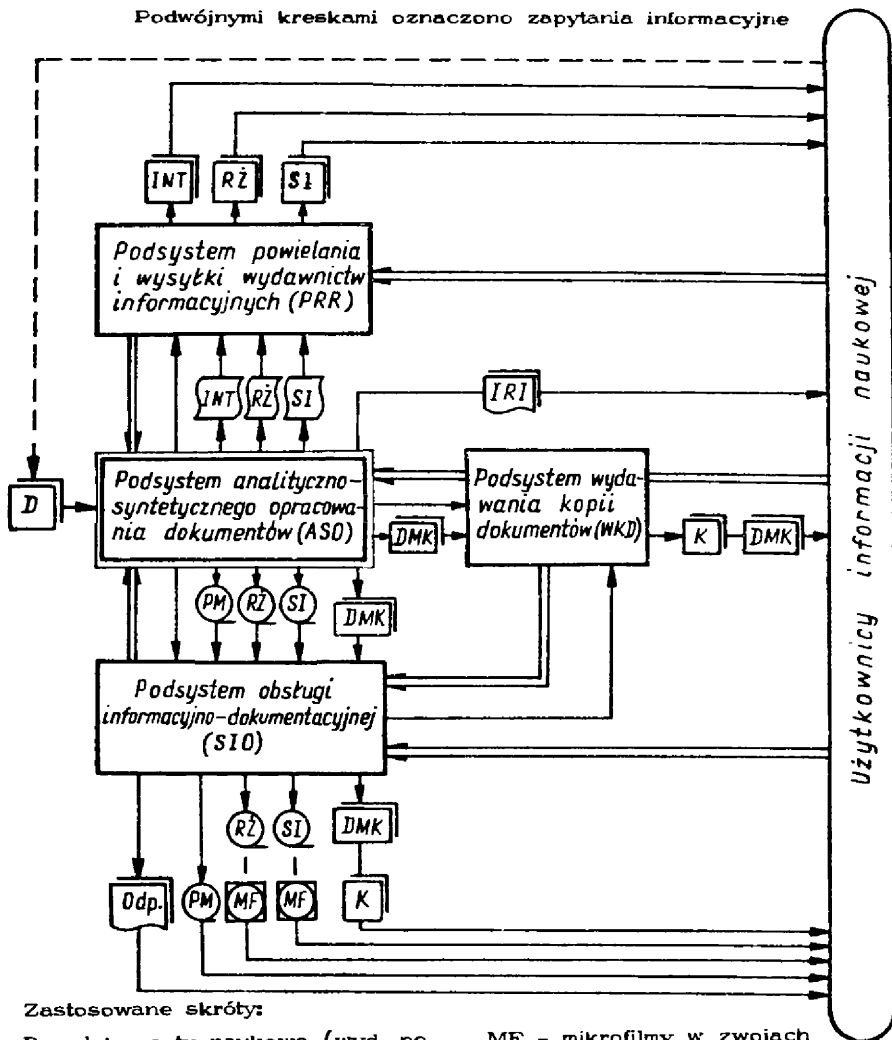 Podwójnymi kreskami oznaczono zapytania informacyjne
INT
RŻ
SI
Podsystem powielania
i wysyłki wydawnictw
informacyjnych (PRR)
INT
RŻ
SI
IRI
D
Podsystem analityczno-
syntetycznego opracowa-
nia dokumentów (ASO)
DMK
Podsystem wyda-
wania kopii
dokumentów (WKD)
K
DMK
PM
RŻ
SI
DMK
Podsystem obsługi
informacyjno-dokumentacyjnej
(SIO)
RŻ
SI
DMK
Odp.
PM
MF
MF
K
Użytkownicy informacji naukowej
Zastosowane skróty:
MF - mikrofilmy w zwojach